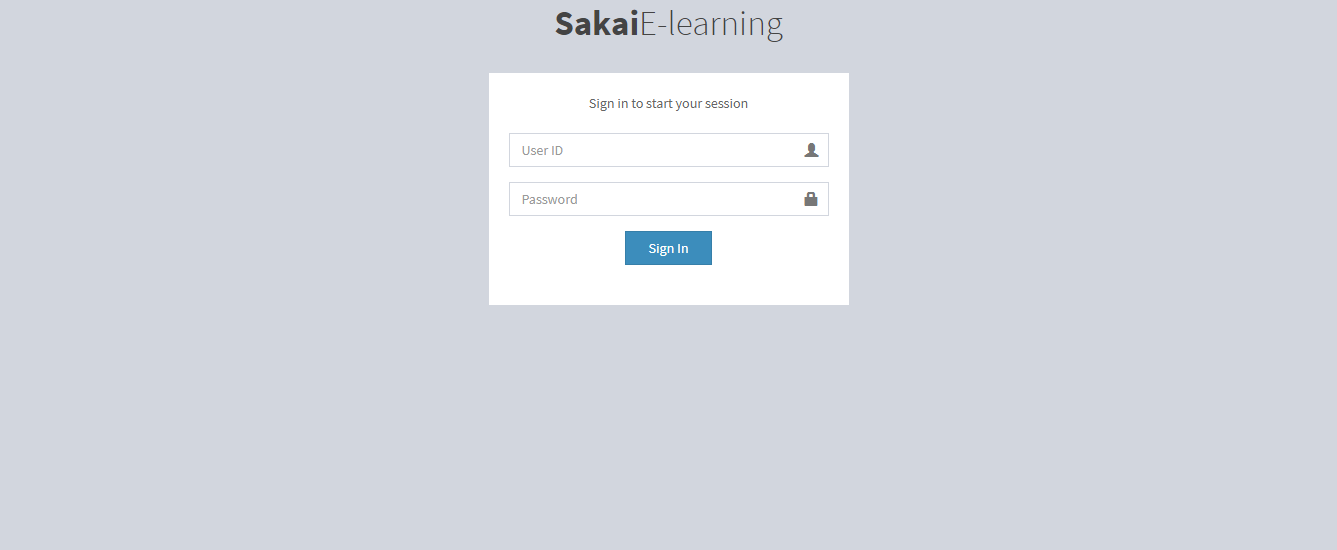 SakaiE-learning
Sign in to start your session
User ID
Password
Sign In